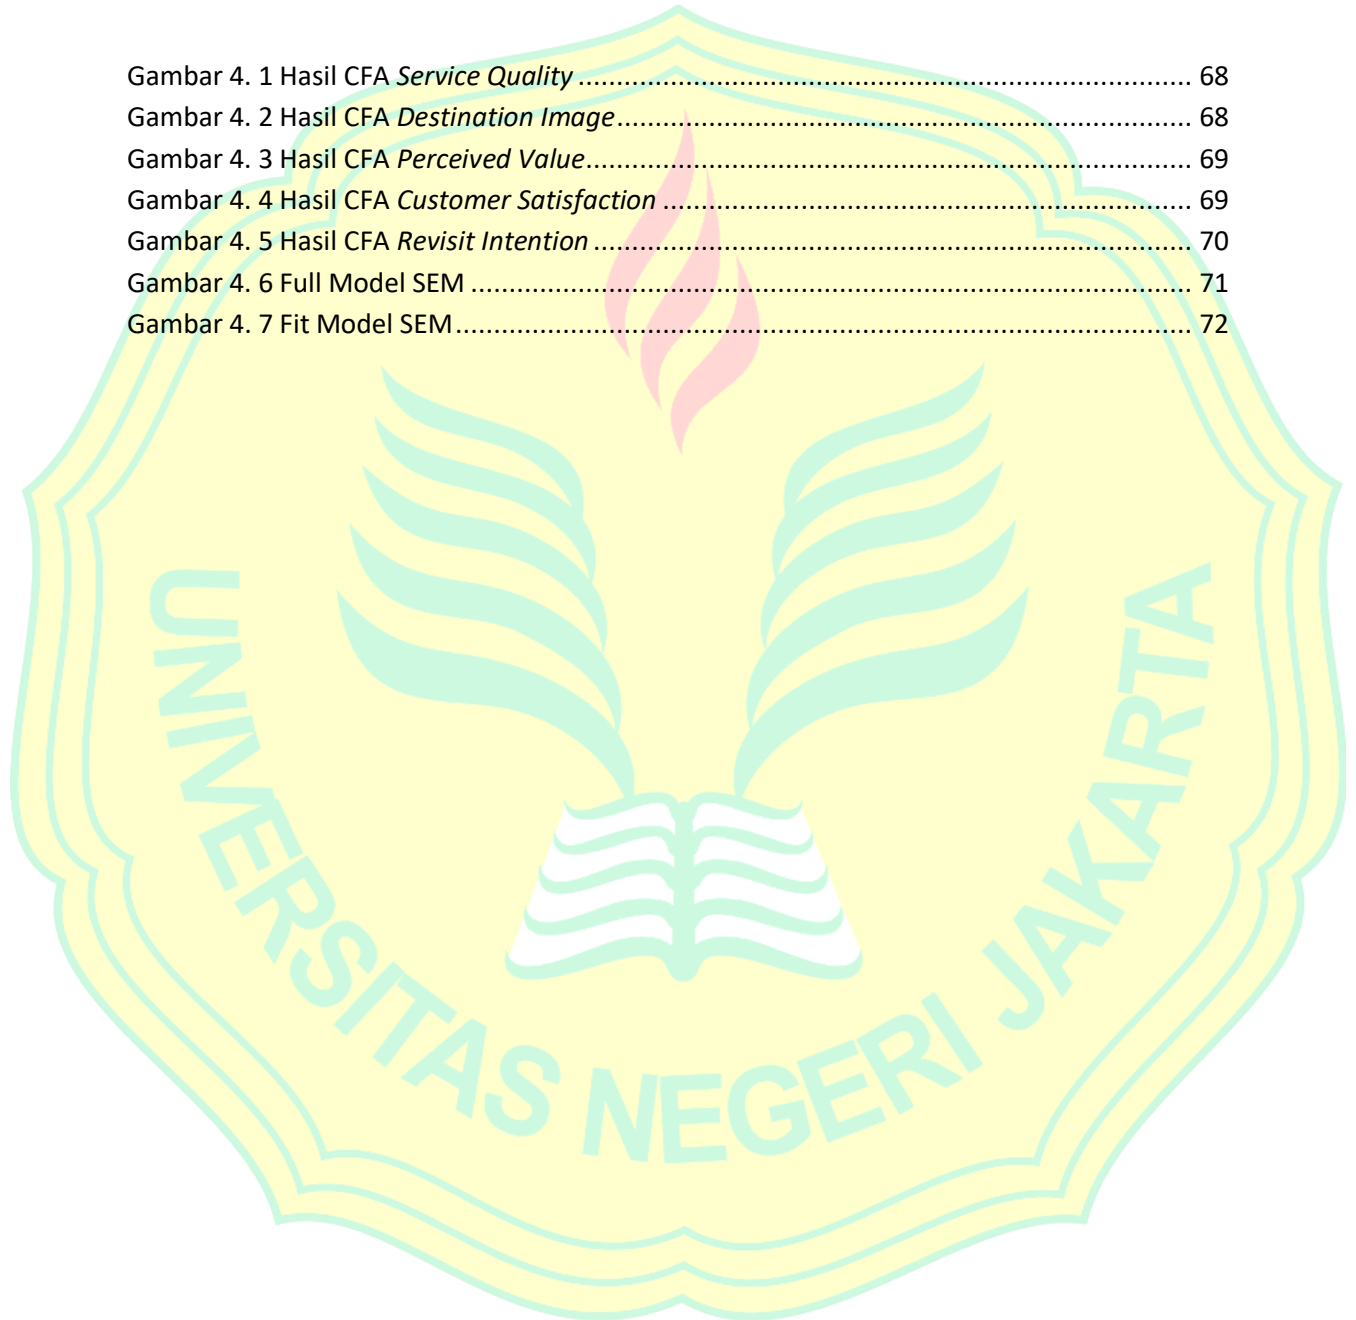 Gambar 4. 1 Hasil CFA Service Quality ................................................................................ 68
Gambar 4. 2 Hasil CFA Destination Image........................................................................... 68
Gambar 4. 3 Hasil CFA Perceived Value............................................................................... 69
Gambar 4. 4 Hasil CFA Customer Satisfaction ..................................................................... 69
Gambar 4. 5 Hasil CFA Revisit Intention .............................................................................. 70
Gambar 4. 6 Full Model SEM .............................................................................................. 71
Gambar 4. 7 Fit Model SEM................................................................................................ 72
UNIVERSITAS NEGERI JAKARTA